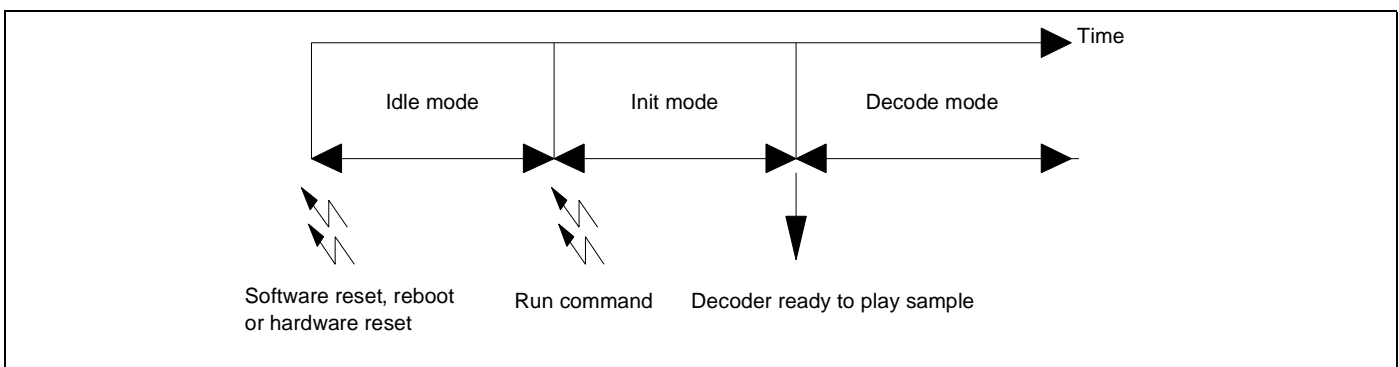 Time
Idle mode
Init mode
Decode mode
Software reset, reboot
or hardware reset
Run command
Decoder ready to play sample